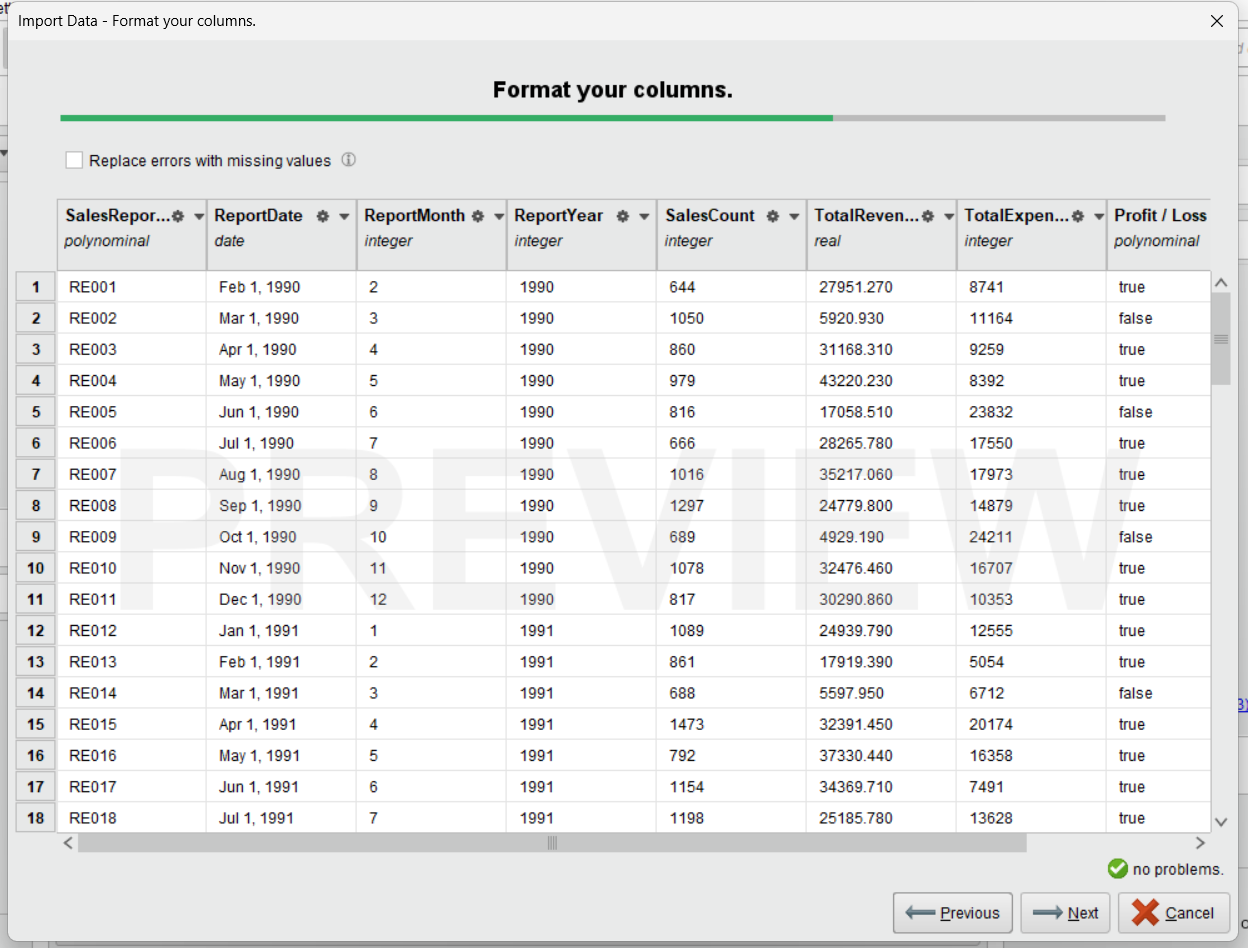 Import Data - Format your columns.
Format your columns.
Replace errors with missing values
SalesRepor... ReportDate ReportMonth ReportYear SalesCount TotalReven... TotalExpen... Profit / Loss
polynominal date integer integer integer real integer polynominal
1 RE001 Feb 1, 1990 2 1990 644 27951.270 8741 true
2 RE002 Mar 1, 1990 3 1990 1050 5920.930 11164 false
3 RE003 Apr 1, 1990 4 1990 860 31168.310 9259 true
4 RE004 May 1, 1990 5 1990 979 43220.230 8392 true
5 RE005 Jun 1, 1990 6 1990 816 17058.510 23832 false
6 RE006 Jul 1, 1990 7 1990 666 28265.780 17550 true
7 RE007 Aug 1, 1990 8 1990 1016 35217.060 17973 true
8 RE008 Sep 1, 1990 9 1990 1297 24779.800 14879 true
9 RE009 Oct 1, 1990 10 1990 689 4929.190 24211 false
10 RE010 Nov 1, 1990 11 1990 1078 32476.460 16707 true
11 RE011 Dec 1, 1990 12 1990 817 30290.860 10353 true
12 RE012 Jan 1, 1991 1 1991 1089 24939.790 12555 true
13 RE013 Feb 1, 1991 2 1991 861 17919.390 5054 true
14 RE014 Mar 1, 1991 3 1991 688 5597.950 6712 false
15 RE015 Apr 1, 1991 4 1991 1473 32391.450 20174 true
16 RE016 May 1, 1991 5 1991 792 37330.440 16358 true
17 RE017 Jun 1, 1991 6 1991 1154 34369.710 7491 true
18 RE018 Jul 1, 1991 7 1991 1198 25185.780 13628 true
PREVIEW
no problems.
Previous Next Cancel